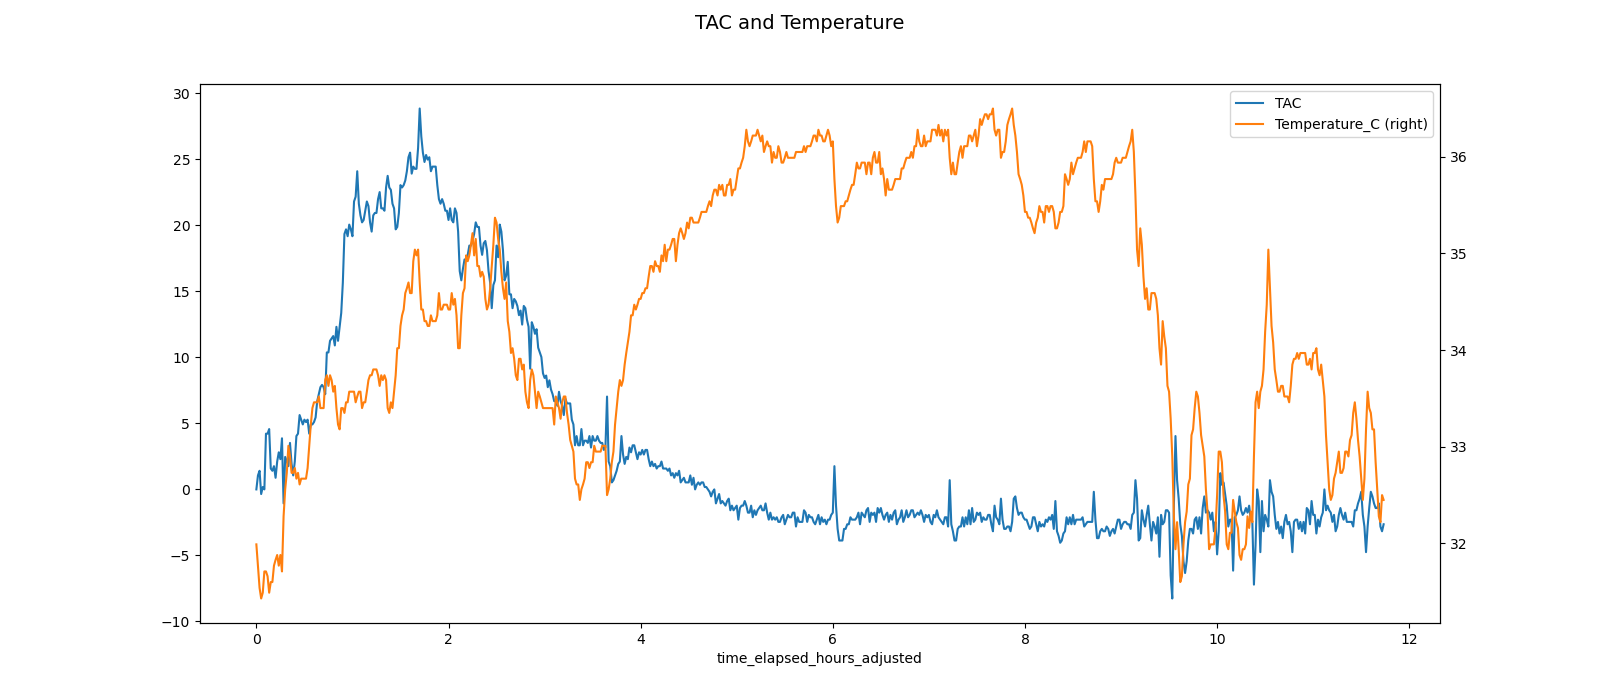 TAC and Temperature
TAC
Temperature_C (right)
30
25
20
15
10
5
0
−5
−10
36
35
34
33
32
0 2 4 6 8 10 12
time_elapsed_hours_adjusted